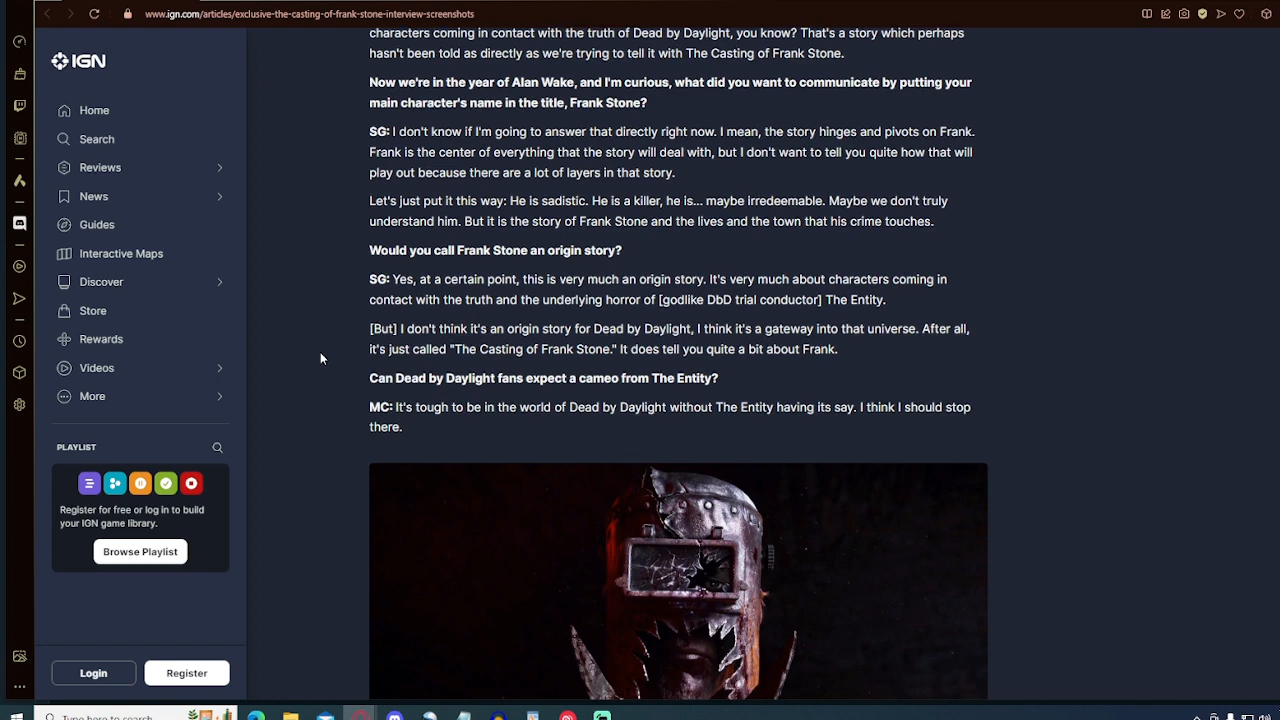 www.ign.com/articles/exclusive-the-casting-of-frank-stone-interview-screenshots
IGN
Home
Search
Reviews
News
Guides
Interactive Maps
Discover
Store
Rewards
Videos
More
PLAYLIST
Register for free or log in to build
your IGN game library.
Browse Playlist
Login
Register
characters coming in contact with the truth of Dead by Daylight, you know? That's a story which perhaps
hasn't been told as directly as we're trying to tell it with The Casting of Frank Stone.
Now we're in the year of Alan Wake, and I'm curious, what did you want to communicate by putting your
main character's name in the title, Frank Stone?
SG: I don't know if I'm going to answer that directly right now. I mean, the story hinges and pivots on Frank.
Frank is the center of everything that the story will deal with, but I don't want to tell you quite how that will
play out because there are a lot of layers in that story.
Let's just put it this way: He is sadistic. He is a killer, he is... maybe irredeemable. Maybe we don't truly
understand him. But it is the story of Frank Stone and the lives and the town that his crime touches.
Would you call Frank Stone an origin story?
SG: Yes, at a certain point, this is very much an origin story. It's very much about characters coming in
contact with the truth and the underlying horror of [godlike DbD trial conductor] The Entity.
[But] I don't think it's an origin story for Dead by Daylight, I think it's a gateway into that universe. After all,
it's just called "The Casting of Frank Stone." It does tell you quite a bit about Frank.
Can Dead by Daylight fans expect a cameo from The Entity?
MC: It's tough to be in the world of Dead by Daylight without The Entity having its say. I think I should stop
there.
Type here to search